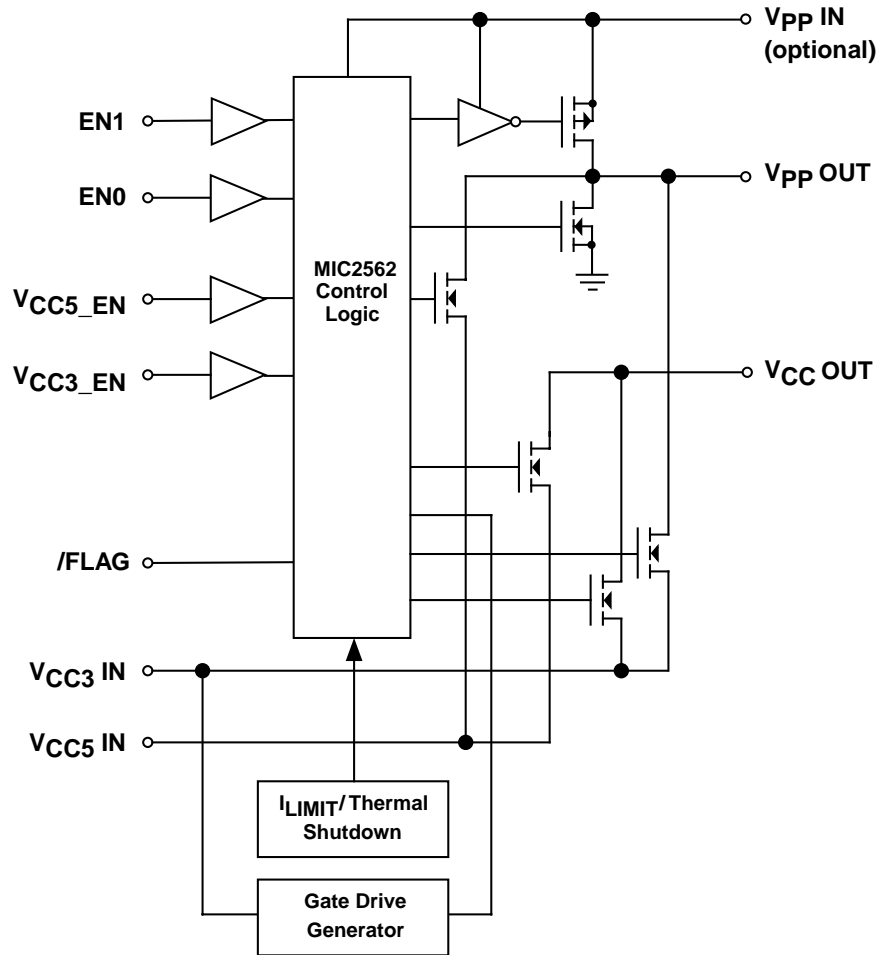 VPP IN
(optional)
EN1
EN0
VPP OUT
MIC2562
Control
Logic
VCC5_EN
VCC3_EN
VCC OUT
/FLAG
VCC3 IN
VCC5 IN
ILIMIT/Thermal
Shutdown
Gate Drive
Generator